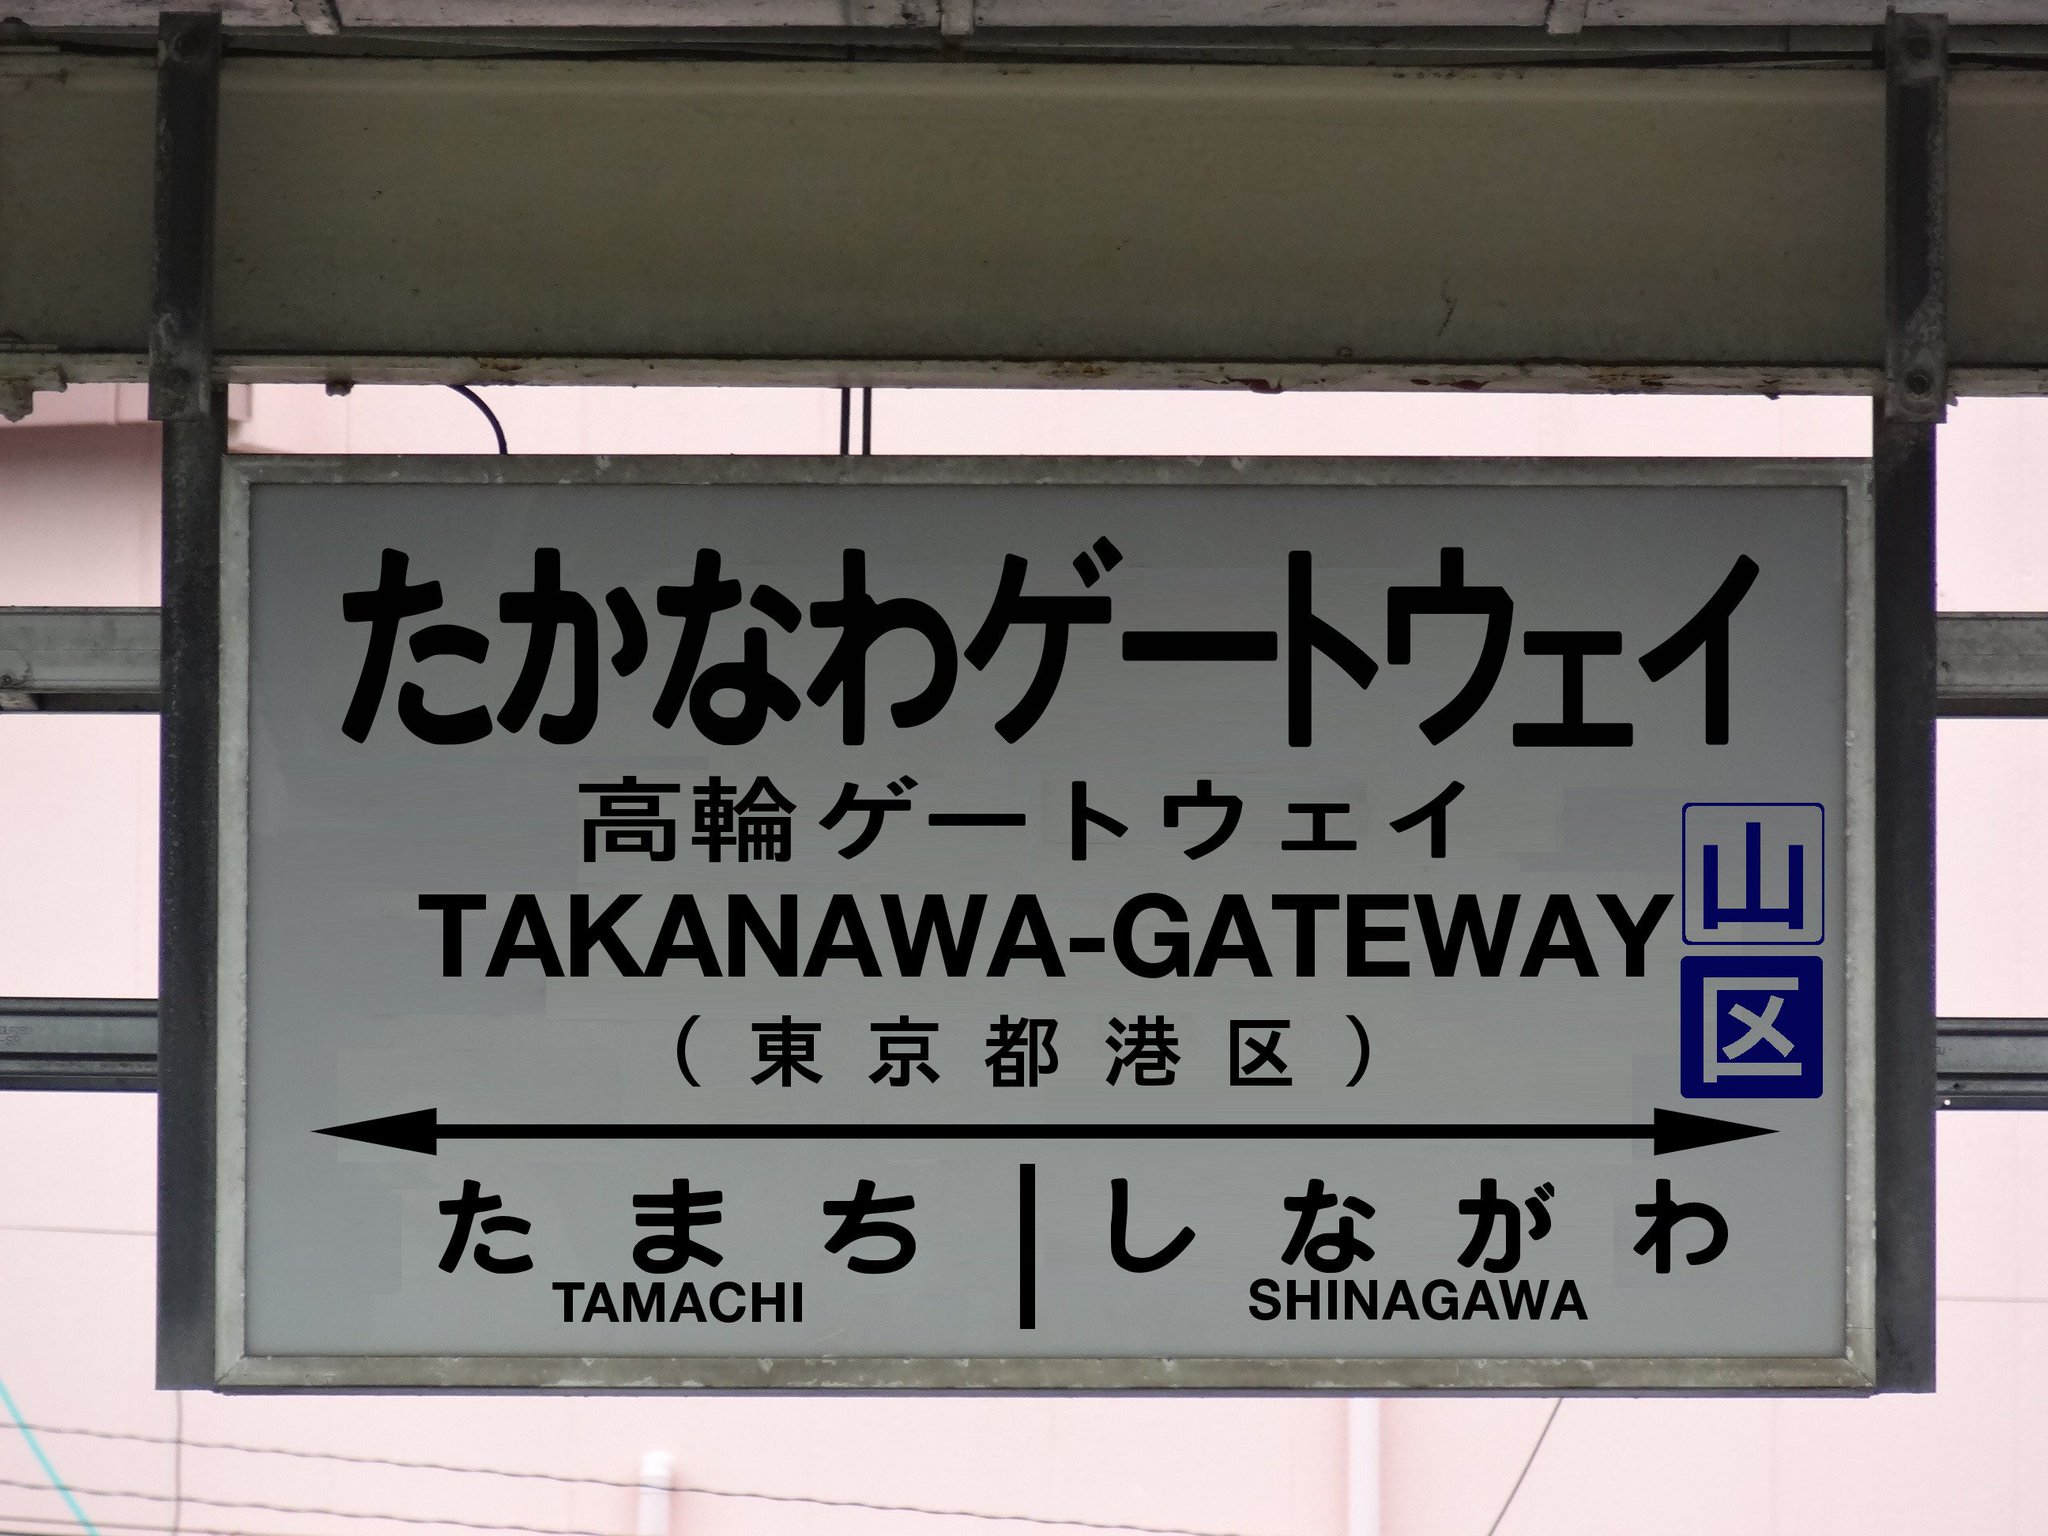 たかなわゲートウェイ
高輪ゲートウェイ
TAKANAWA-GATEWAY
山
区
（東京都港区）
たまち
しながわ
TAMACHI
SHINAGAWA